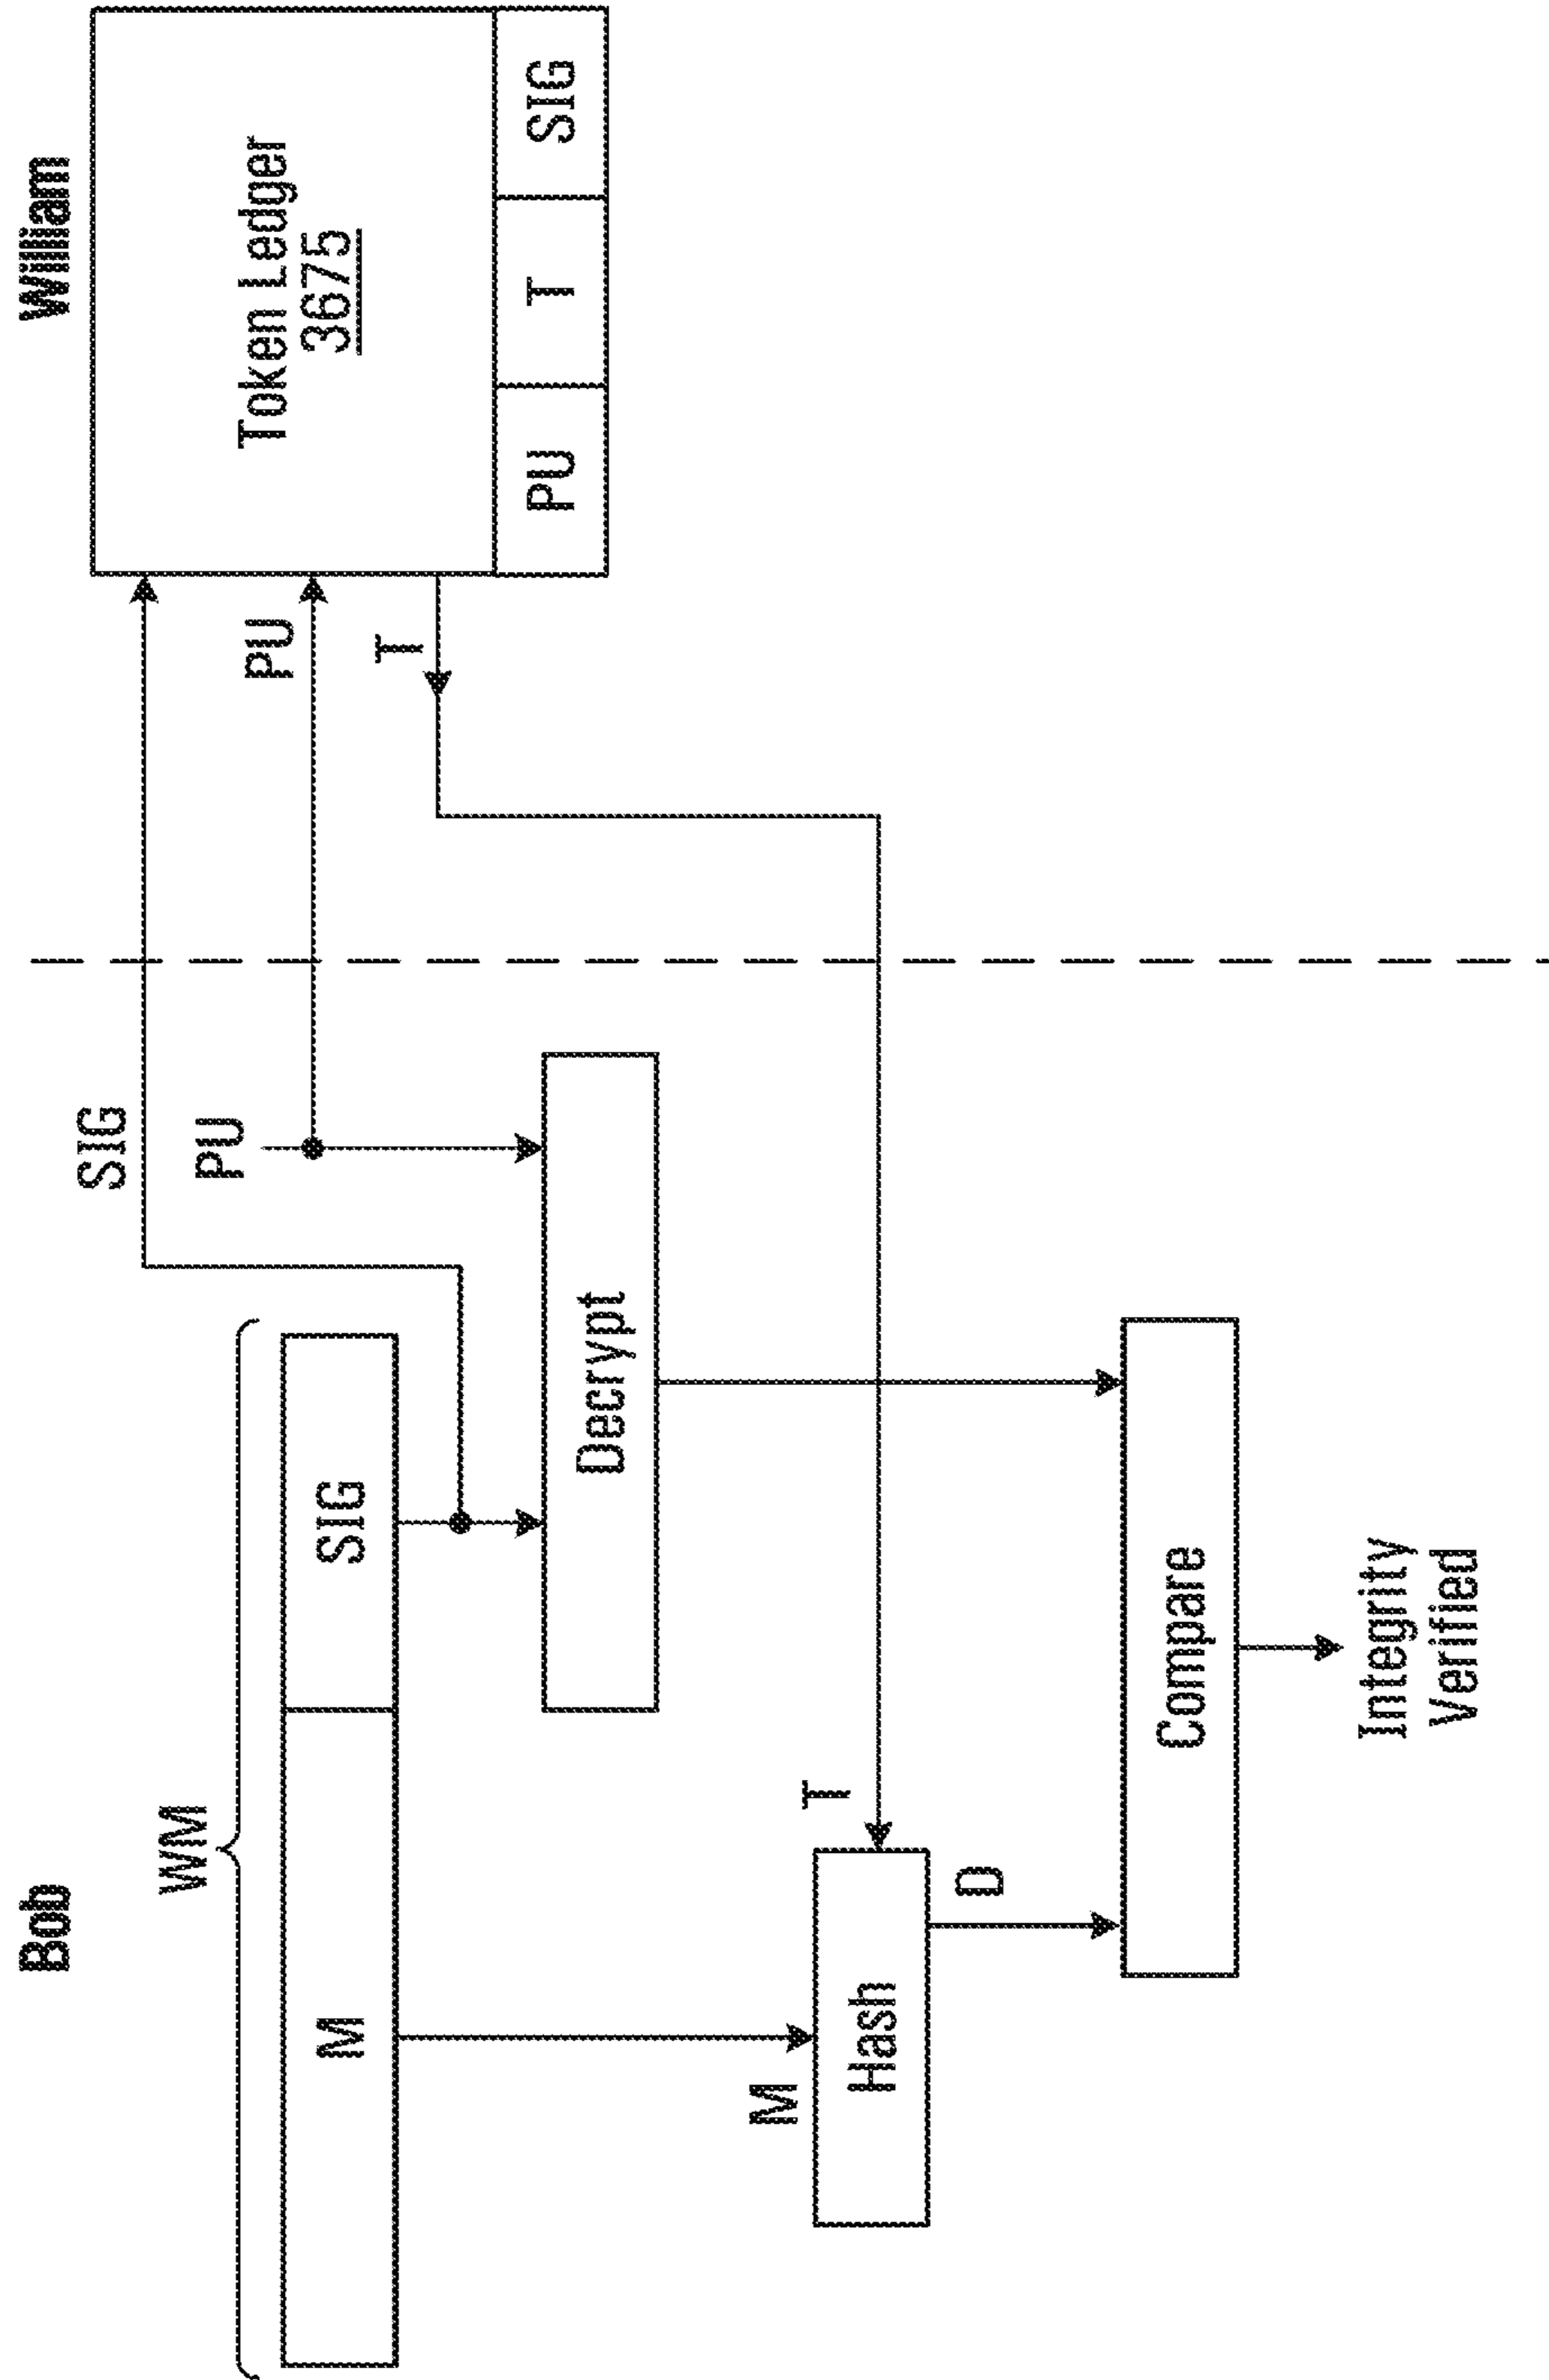 Bob
William
WM
M
SIG
SIG
PU
PU
T
Token Ledger
3675
PU
T
SIG
Decrypt
M
T
Hash
D
Compare
Integrity
Verified